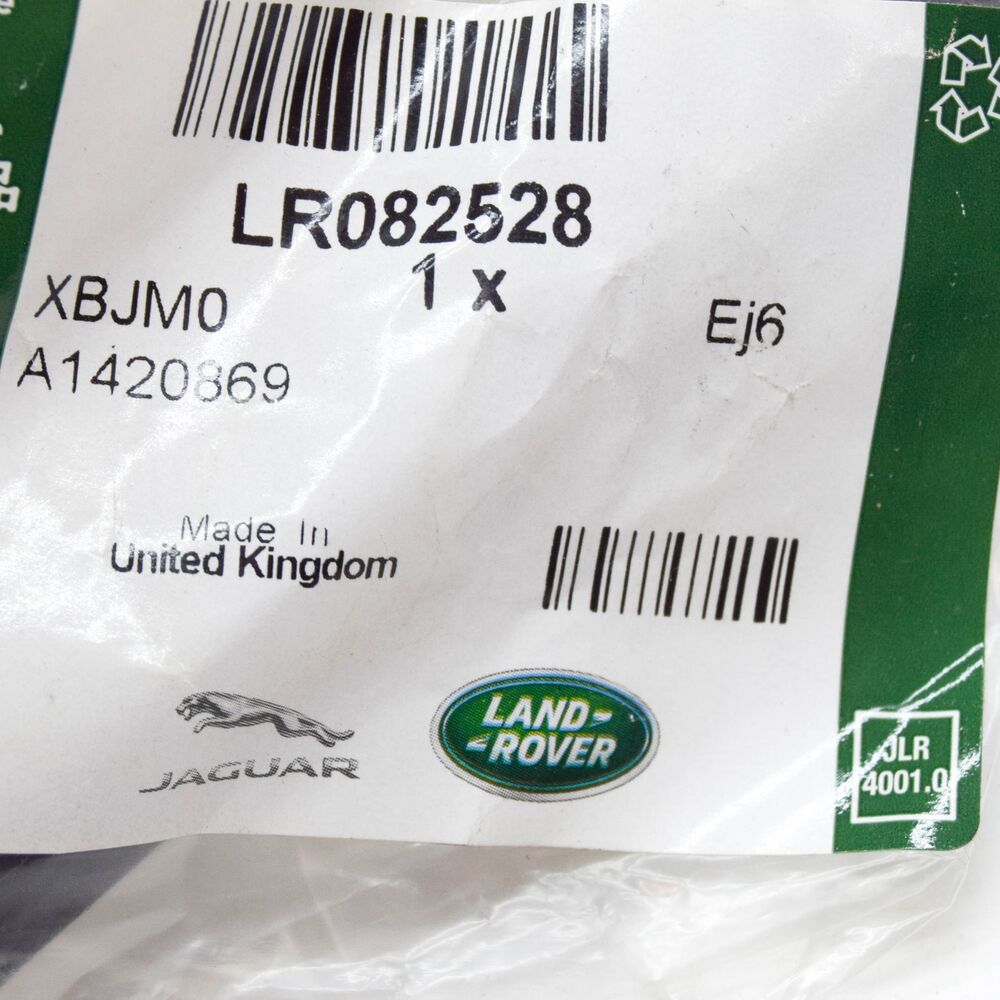 LR082528
1 x
XBJM0
Ej6
A1420869
Made In
United Kingdom
JAGUAR
LAND-
-ROVER
JLR
4001.0